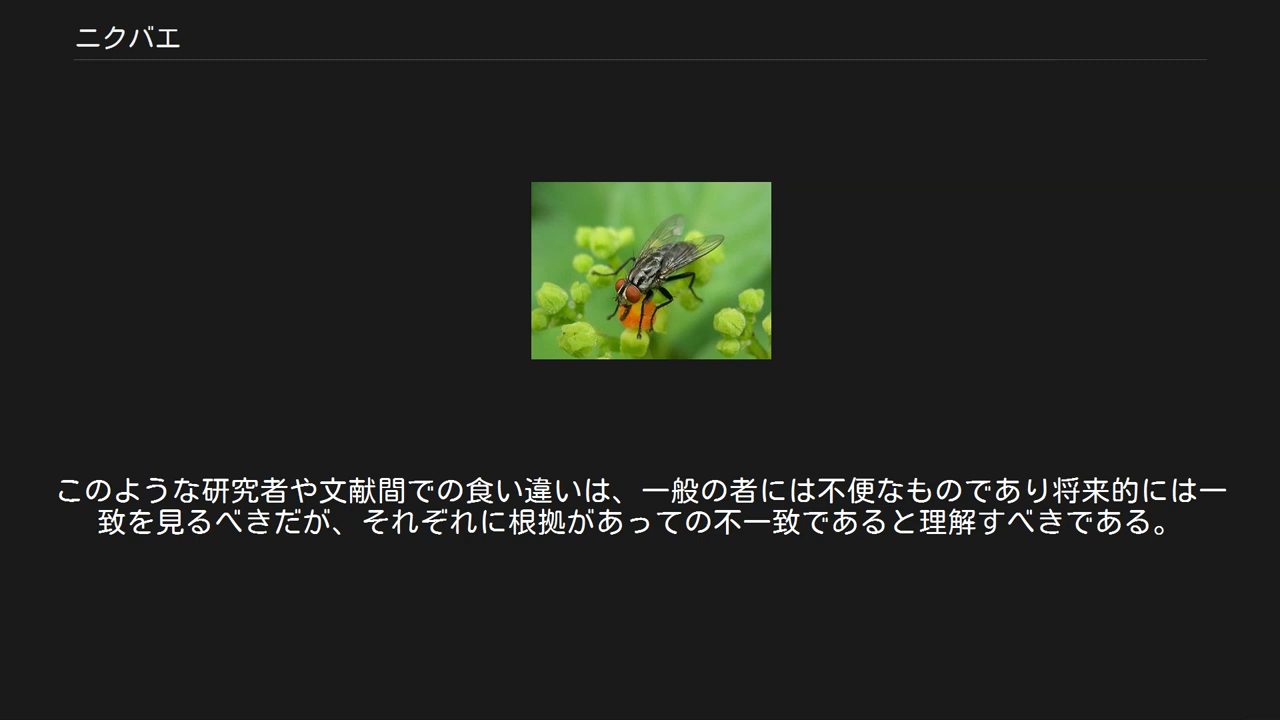 ニクバエ
このような研究者や文献間での食い違いは、一般の者には不便なものであり将来的には一
致を見るべきだが、それぞれに根拠があっての不一致であると理解すべきである。